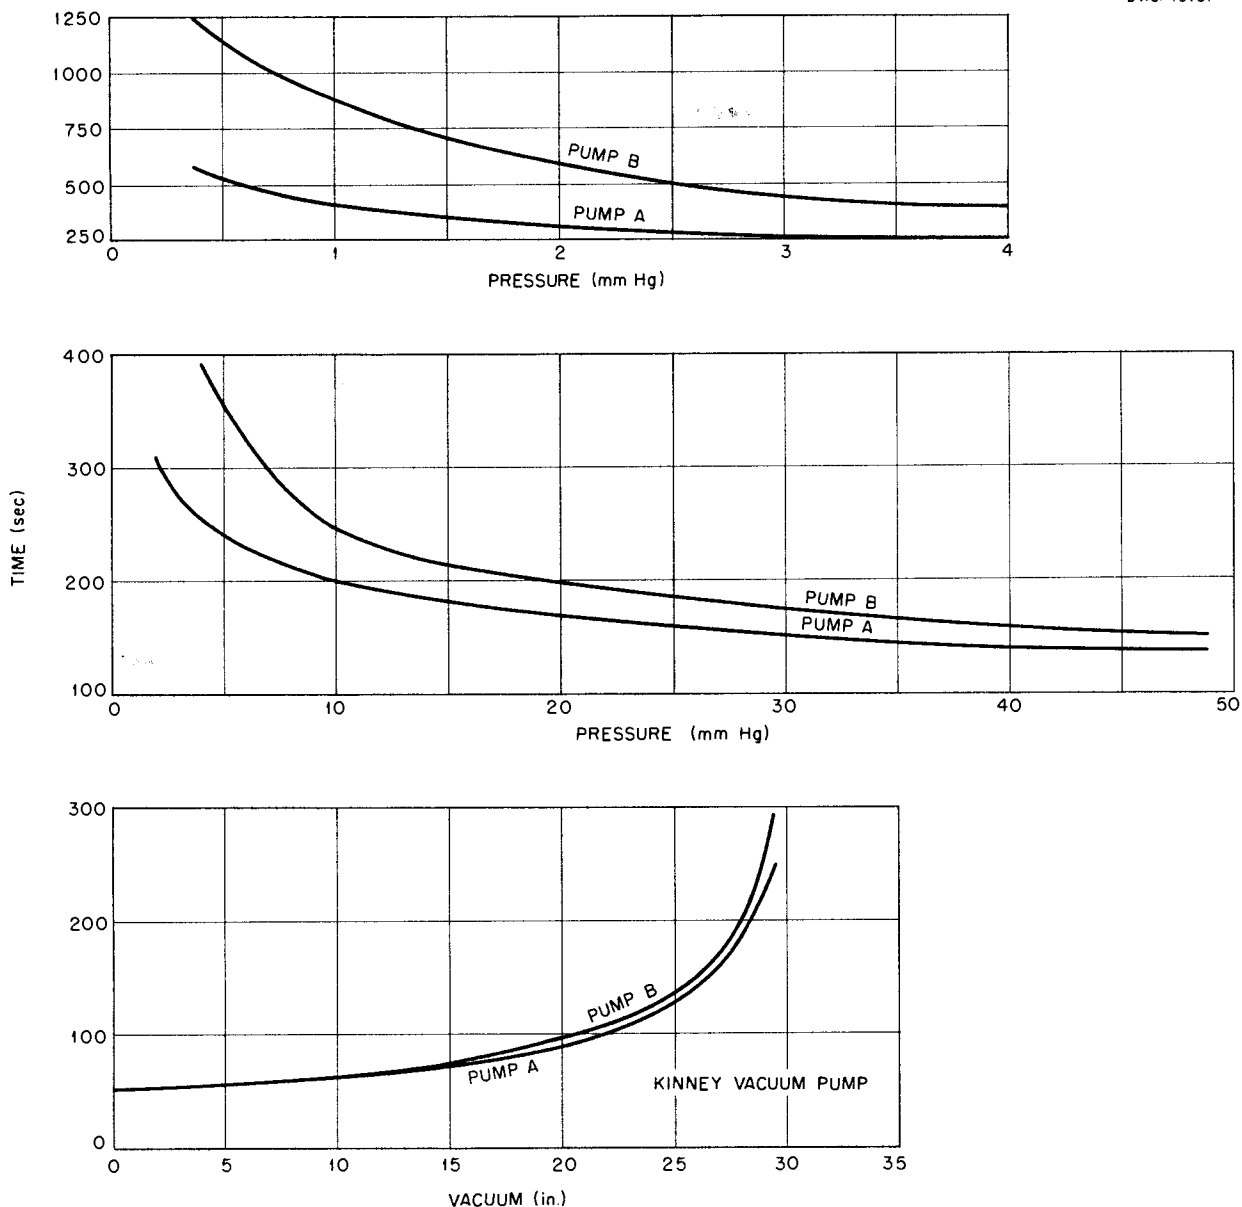 1250
1000
750
500
250
PUMP B
PUMP A
0 1 2 3 4
PRESSURE (mm Hg)
400
300
200
100
TIME (sec)
PUMP B
PUMP A
0 10 20 30 40 50
PRESSURE (mm Hg)
300
200
100
0
PUMP B
PUMP A
KINNEY VACUUM PUMP
0 5 10 15 20 25 30 35
VACUUM (in.)